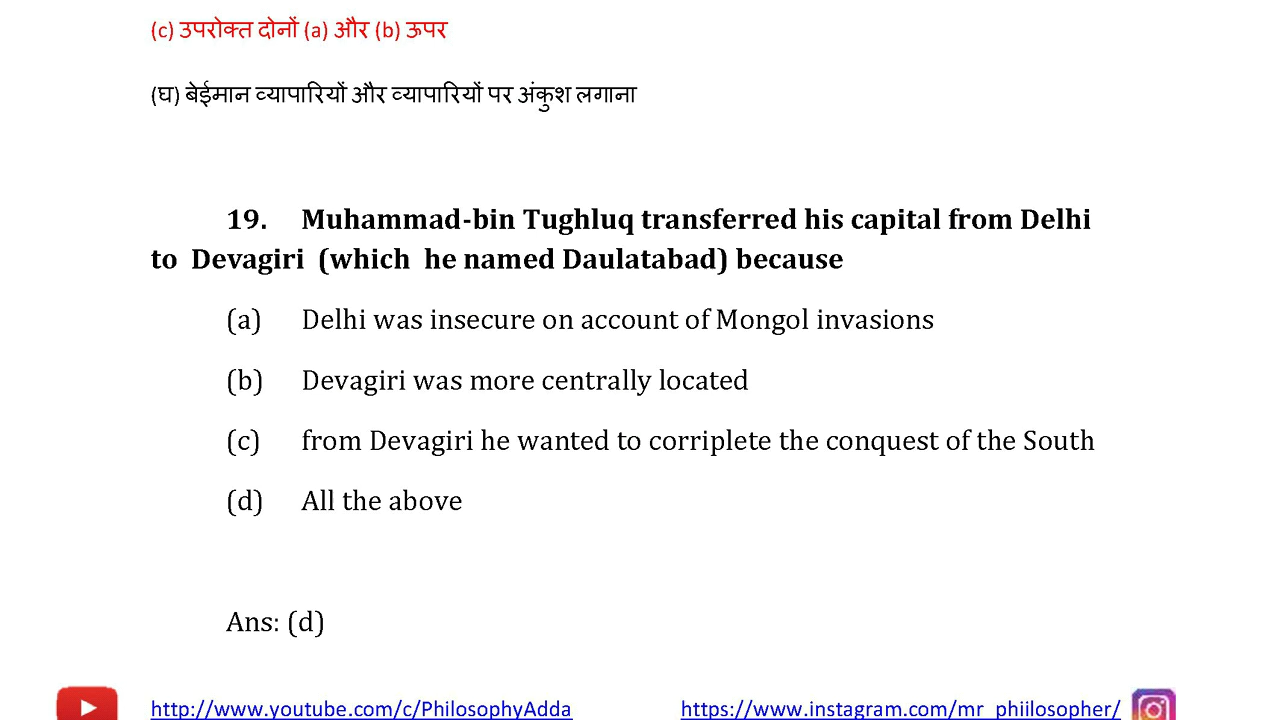 (c) उपरोक्त दोनों (a) और (b) ऊपर
(घ) बेईमान व्यापारियों और व्यापारियों पर अंकुश लगाना
19. Muhammad-bin Tughluq transferred his capital from Delhi
to Devagiri (which he named Daulatabad) because
(a) Delhi was insecure on account of Mongol invasions
(b) Devagiri was more centrally located
(c) from Devagiri he wanted to corriplete the conquest of the South
(d) All the above
Ans: (d)
http://www.youtube.com/c/PhilosophyAdda https://www.instagram.com/mr_phiilosopher/